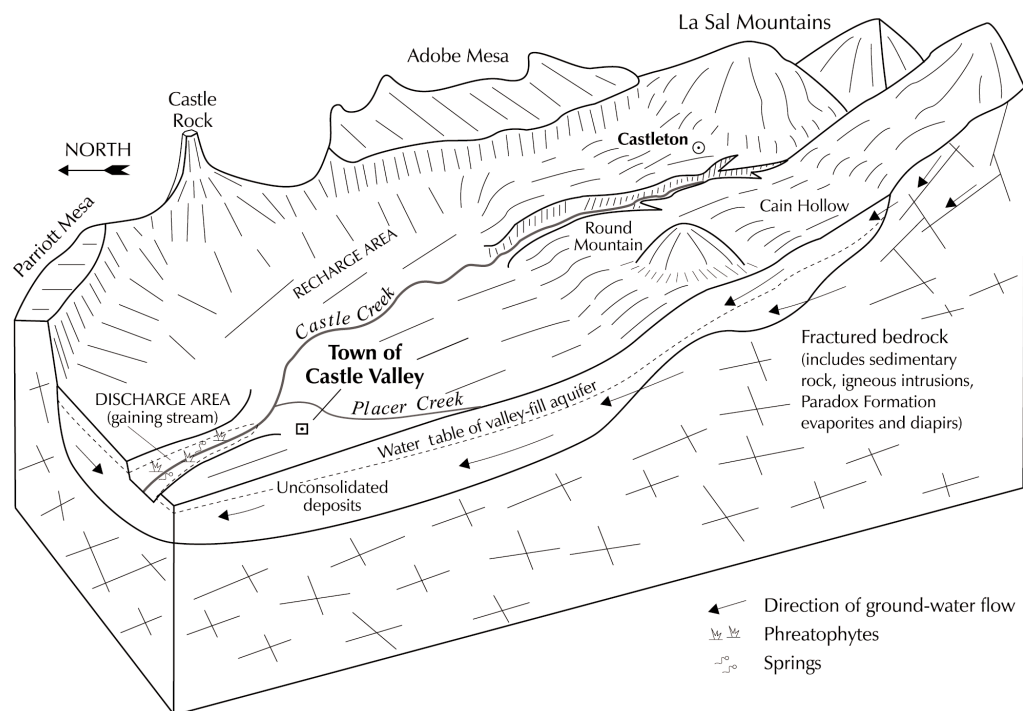 La Sal Mountains
Adobe Mesa
Castle
Rock
NORTH
Castleton
Parriott Mesa
Cain Hollow
Round
Mountain
RECHARGE AREA
Castle Creek
Town of
Castle Valley
Fractured bedrock
(includes sedimentary
rock, igneous intrusions,
Paradox Formation
evaporites and diapirs)
DISCHARGE AREA
(gaining stream)
Placer Creek
Water table of valley-fill aquifer
Unconsolidated
deposits
Direction of ground-water flow
Phreatophytes
Springs